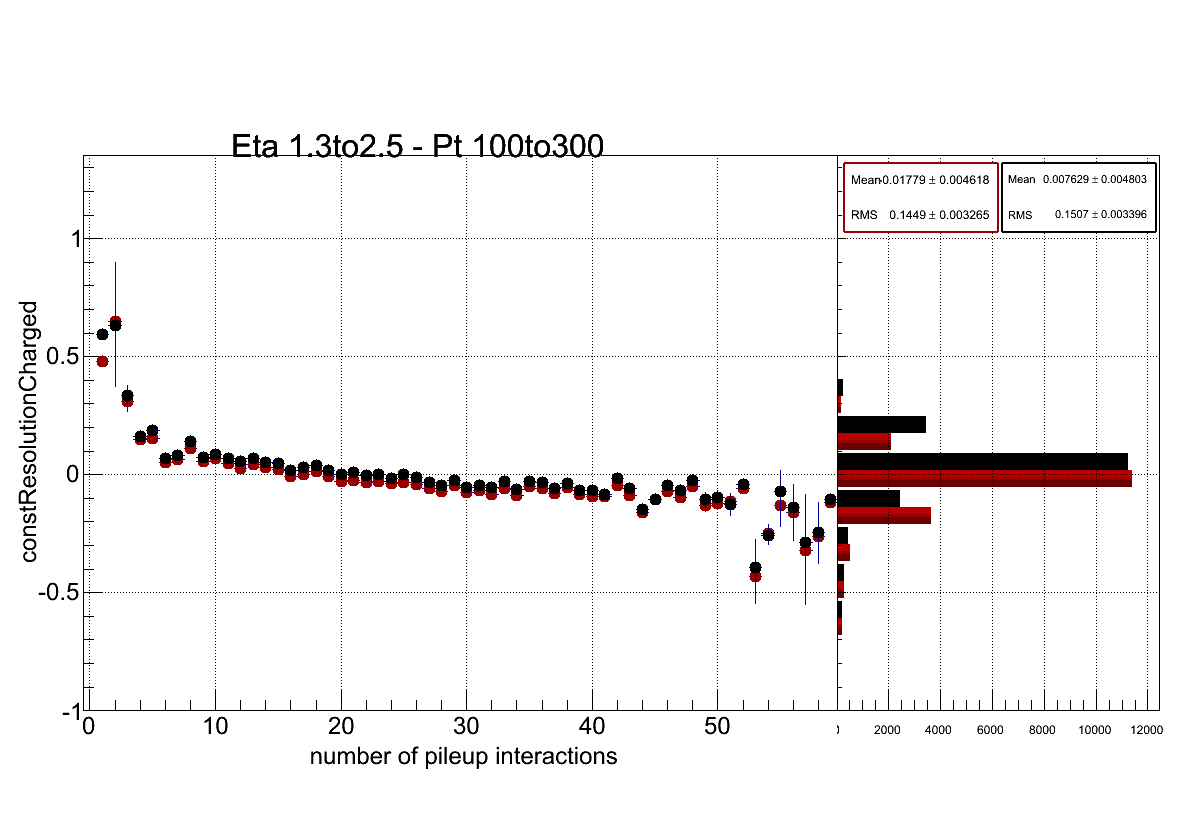 Eta 1.3to2.5 - Pt 100to300
Mean-0.01779 ± 0.004618
RMS 0.1449 ± 0.003265
Mean 0.007629 ± 0.004803
RMS 0.1507 ± 0.003396
constResolutionCharged
1
0.5
0
-0.5
-1
0 10 20 30 40 50
2000 4000 6000 8000 10000 12000
number of pileup interactions